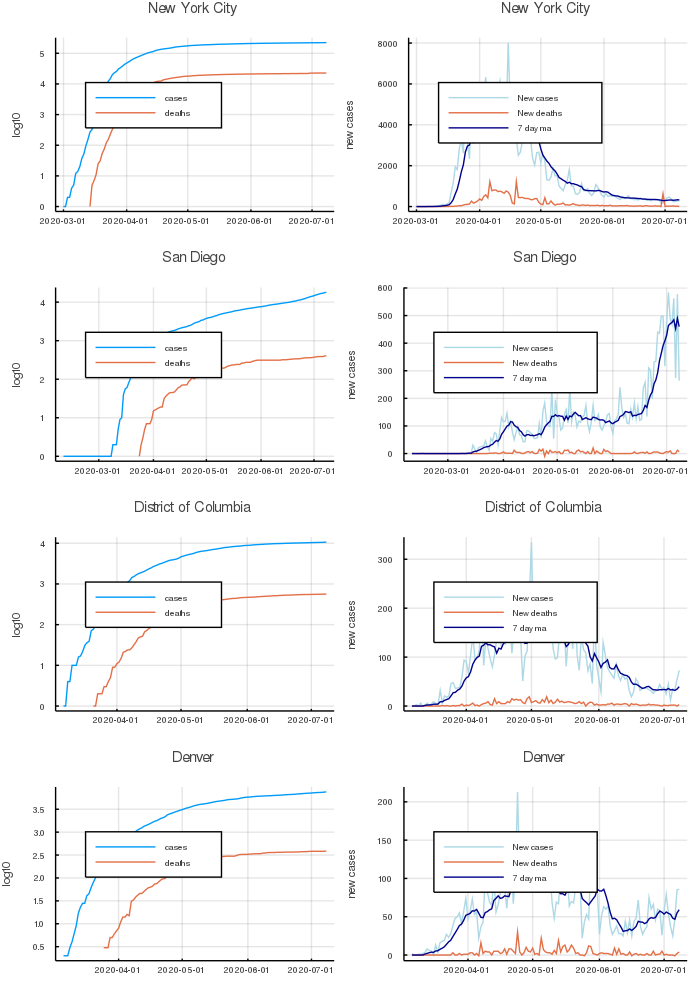 New York City
New York City
5
4
3
2
1
0
log10
cases
deaths
2020-03-01
2020-04-01
2020-05-01
2020-06-01
2020-07-01
8000
6000
4000
2000
0
new cases
New cases
New deaths
7 day ma
2020-03-01
2020-04-01
2020-05-01
2020-06-01
2020-07-01
San Diego
San Diego
4
3
2
1
0
log10
cases
deaths
2020-03-01
2020-04-01
2020-05-01
2020-06-01
2020-07-01
600
500
400
300
200
100
0
new cases
New cases
New deaths
7 day ma
2020-03-01
2020-04-01
2020-05-01
2020-06-01
2020-07-01
District of Columbia
District of Columbia
4
3
2
1
0
log10
cases
deaths
2020-04-01
2020-05-01
2020-06-01
2020-07-01
300
200
100
0
new cases
New cases
New deaths
7 day ma
2020-04-01
2020-05-01
2020-06-01
2020-07-01
Denver
Denver
3.5
3.0
2.5
2.0
1.5
1.0
0.5
log10
cases
deaths
2020-04-01
2020-05-01
2020-06-01
2020-07-01
200
150
100
50
0
new cases
New cases
New deaths
7 day ma
2020-04-01
2020-05-01
2020-06-01
2020-07-01